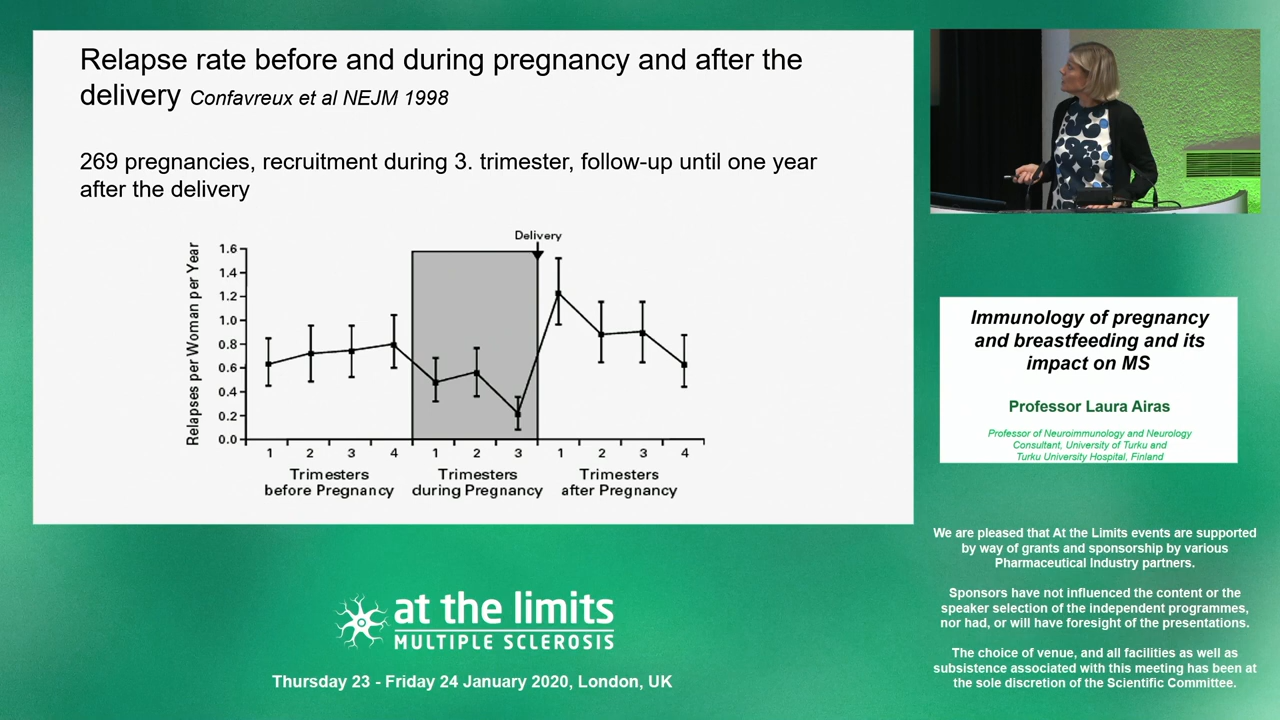 Relapse rate before and during pregnancy and after the
delivery Confavreux et al NEJM 1998
269 pregnancies, recruitment during 3. trimester, follow-up until one year
after the delivery
Delivery
Relapses per Woman per Year
1.6
1.4
1.2
1.0
0.8
0.6
0.4
0.2
0.0
1 2 3 4 1 2 3 1 2 3 4
Trimesters before Pregnancy
Trimesters during Pregnancy
Trimesters after Pregnancy
Immunology of pregnancy
and breastfeeding and its
impact on MS
Professor Laura Airas
Professor of Neuroimmunology and Neurology
Consultant, University of Turku and
Turku University Hospital, Finland
We are pleased that At the Limits events are supported
by way of grants and sponsorship by various
Pharmaceutical Industry partners.
Sponsors have not influenced the content or the
speaker selection of the independent programmes,
nor had, or will have foresight of the presentations.
The choice of venue, and all facilities as well as
subsistence associated with this meeting has been at
the sole discretion of the Scientific Committee.
at the limits
MULTIPLE SCLEROSIS
Thursday 23 - Friday 24 January 2020, London, UK